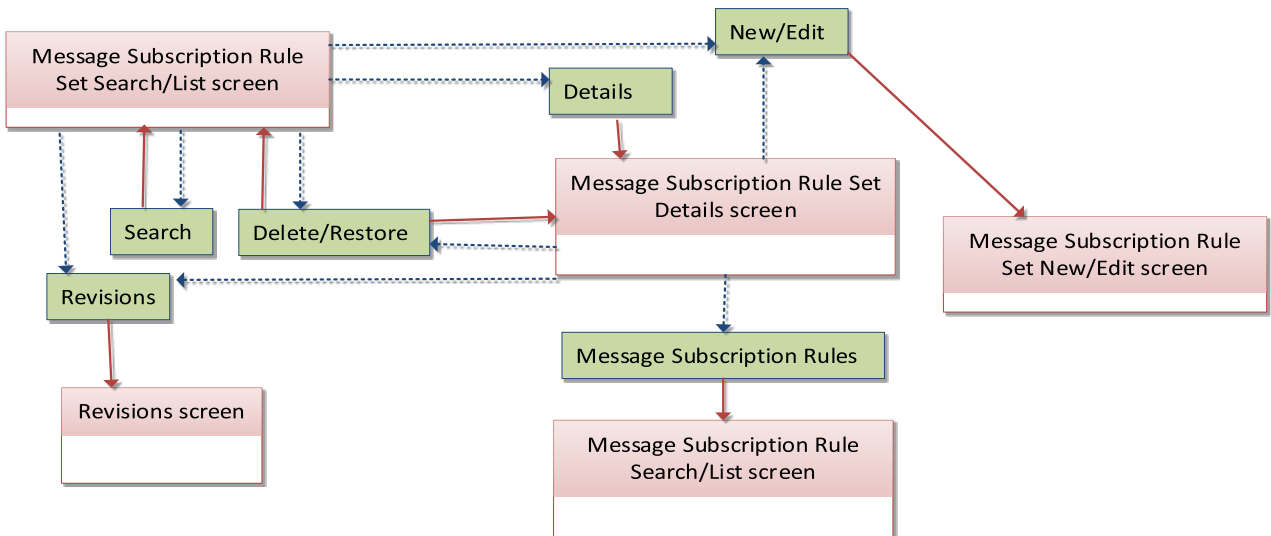 New/Edit
Message Subscription Rule
Set Search/List screen
Details
Message Subscription Rule Set
Details screen
Search
Delete/Restore
Message Subscription Rule
Set New/Edit screen
Revisions
Message Subscription Rules
Revisions screen
Message Subscription Rule
Search/List screen